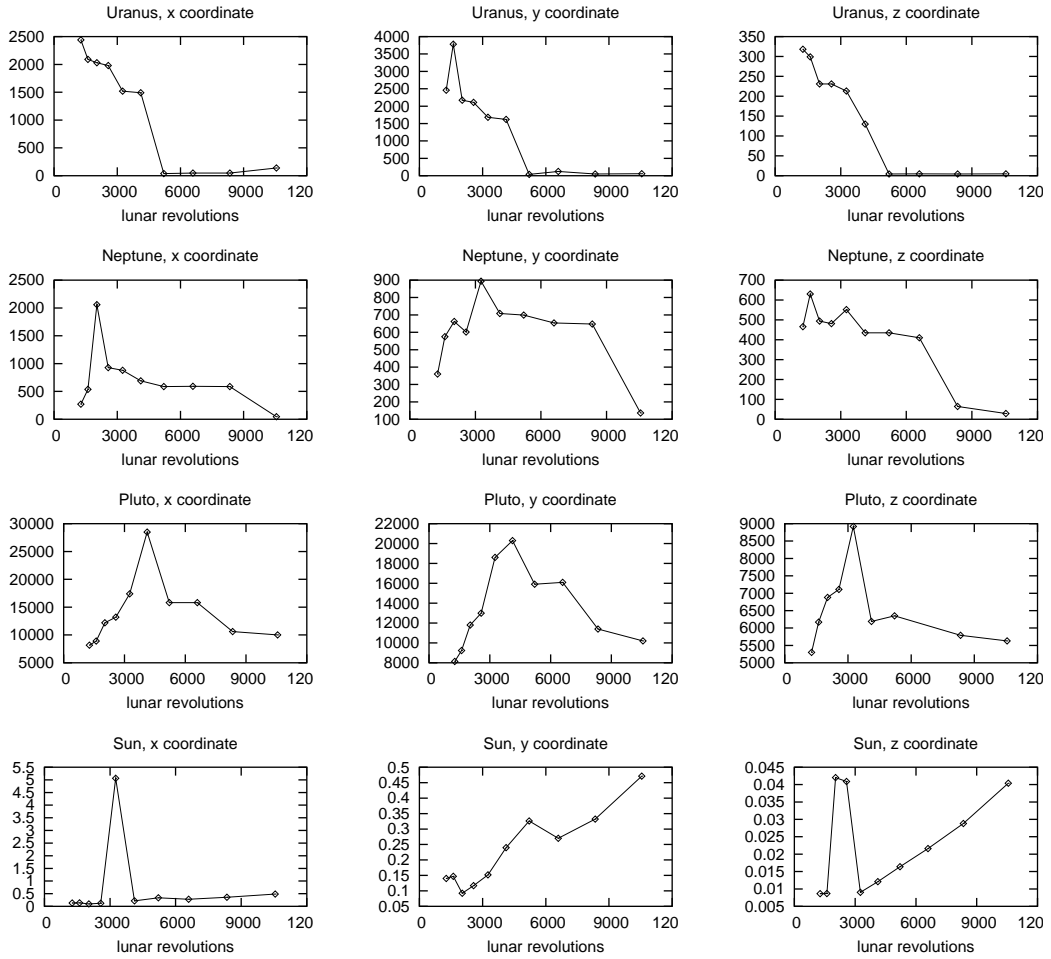 Uranus, x coordinate
2500
2000
1500
1000
500
0
0 3000 6000 9000 120
lunar revolutions
Uranus, y coordinate
4000
3500
3000
2500
2000
1500
1000
500
0
0 3000 6000 9000 120
lunar revolutions
Uranus, z coordinate
350
300
250
200
150
100
50
0
0 3000 6000 9000 120
lunar revolutions
Neptune, x coordinate
2500
2000
1500
1000
500
0
0 3000 6000 9000 120
lunar revolutions
Neptune, y coordinate
900
800
700
600
500
400
300
200
100
0 3000 6000 9000 120
lunar revolutions
Neptune, z coordinate
700
600
500
400
300
200
100
0
0 3000 6000 9000 120
lunar revolutions
Pluto, x coordinate
30000
25000
20000
15000
10000
5000
0 3000 6000 9000 120
lunar revolutions
Pluto, y coordinate
22000
20000
18000
16000
14000
12000
10000
8000
0 3000 6000 9000 120
lunar revolutions
Pluto, z coordinate
9000
8500
8000
7500
7000
6500
6000
5500
5000
0 3000 6000 9000 120
lunar revolutions
Sun, x coordinate
5.5
5
4.5
4
3.5
3
2.5
2
1.5
1
0.5
0
0 3000 6000 9000 120
lunar revolutions
Sun, y coordinate
0.5
0.45
0.4
0.35
0.3
0.25
0.2
0.15
0.1
0.05
0 3000 6000 9000 120
lunar revolutions
Sun, z coordinate
0.045
0.04
0.035
0.03
0.025
0.02
0.015
0.01
0.005
0 3000 6000 9000 120
lunar revolutions